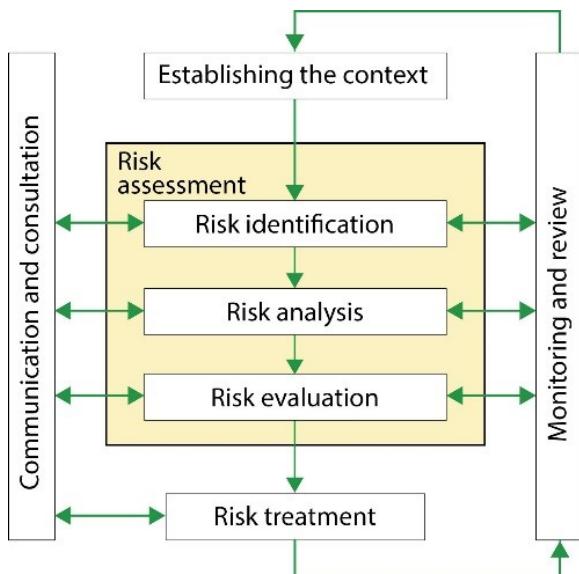 Establishing the context
Communication and consultation
Risk
assessment
Risk identification
Risk analysis
Risk evaluation
Risk treatment
Monitoring and review